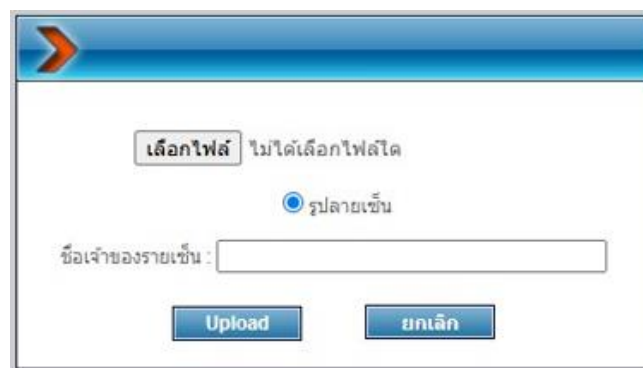 เลือกไฟล์ ไม่ได้เลือกไฟล์ใด
รูปลายเซ็น
ชื่อเจ้าของรายเซ็น :
Upload ยกเลิก